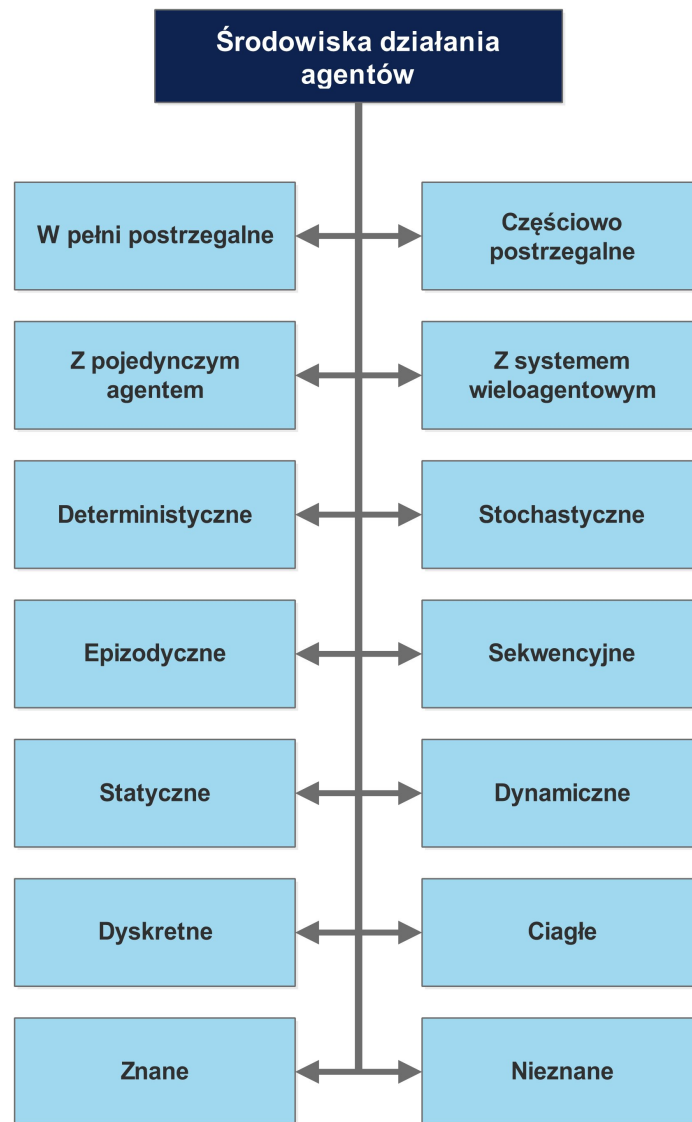 Środowiska działania
agentów
W pełni postrzegalne
Częściowo
postrzegalne
Z pojedynczym
agentem
Z systemem
wieloagentowym
Deterministyczne
Stochastyczne
Epizodyczne
Sekwencyjne
Statyczne
Dynamiczne
Dyskretne
Ciagłe
Znane
Nieznane